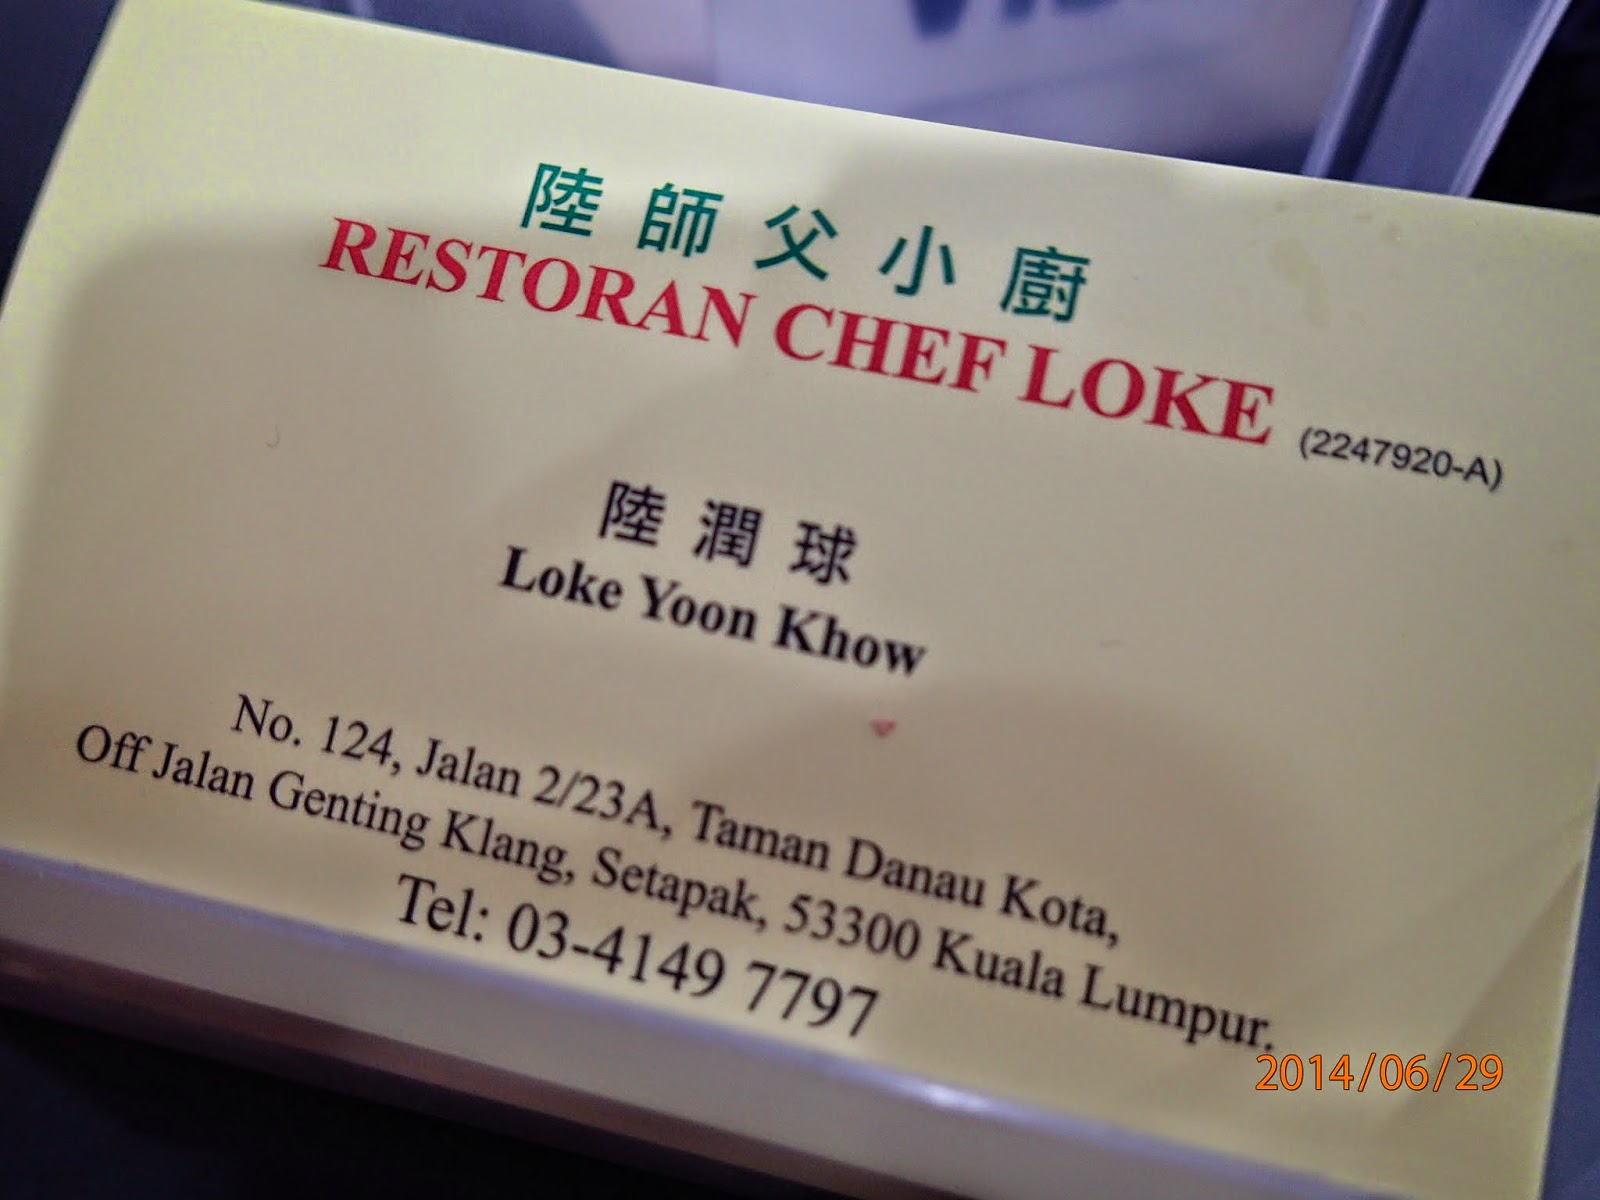 陸師父小廚
RESTORAN CHEF LOKE (2247920-A)
陸潤球
Loke Yoon Khow
No. 124, Jalan 2/23A, Taman Danau Kota,
Off Jalan Genting Klang, Setapak, 53300 Kuala Lumpur.
Tel: 03-4149 7797
2014/06/29